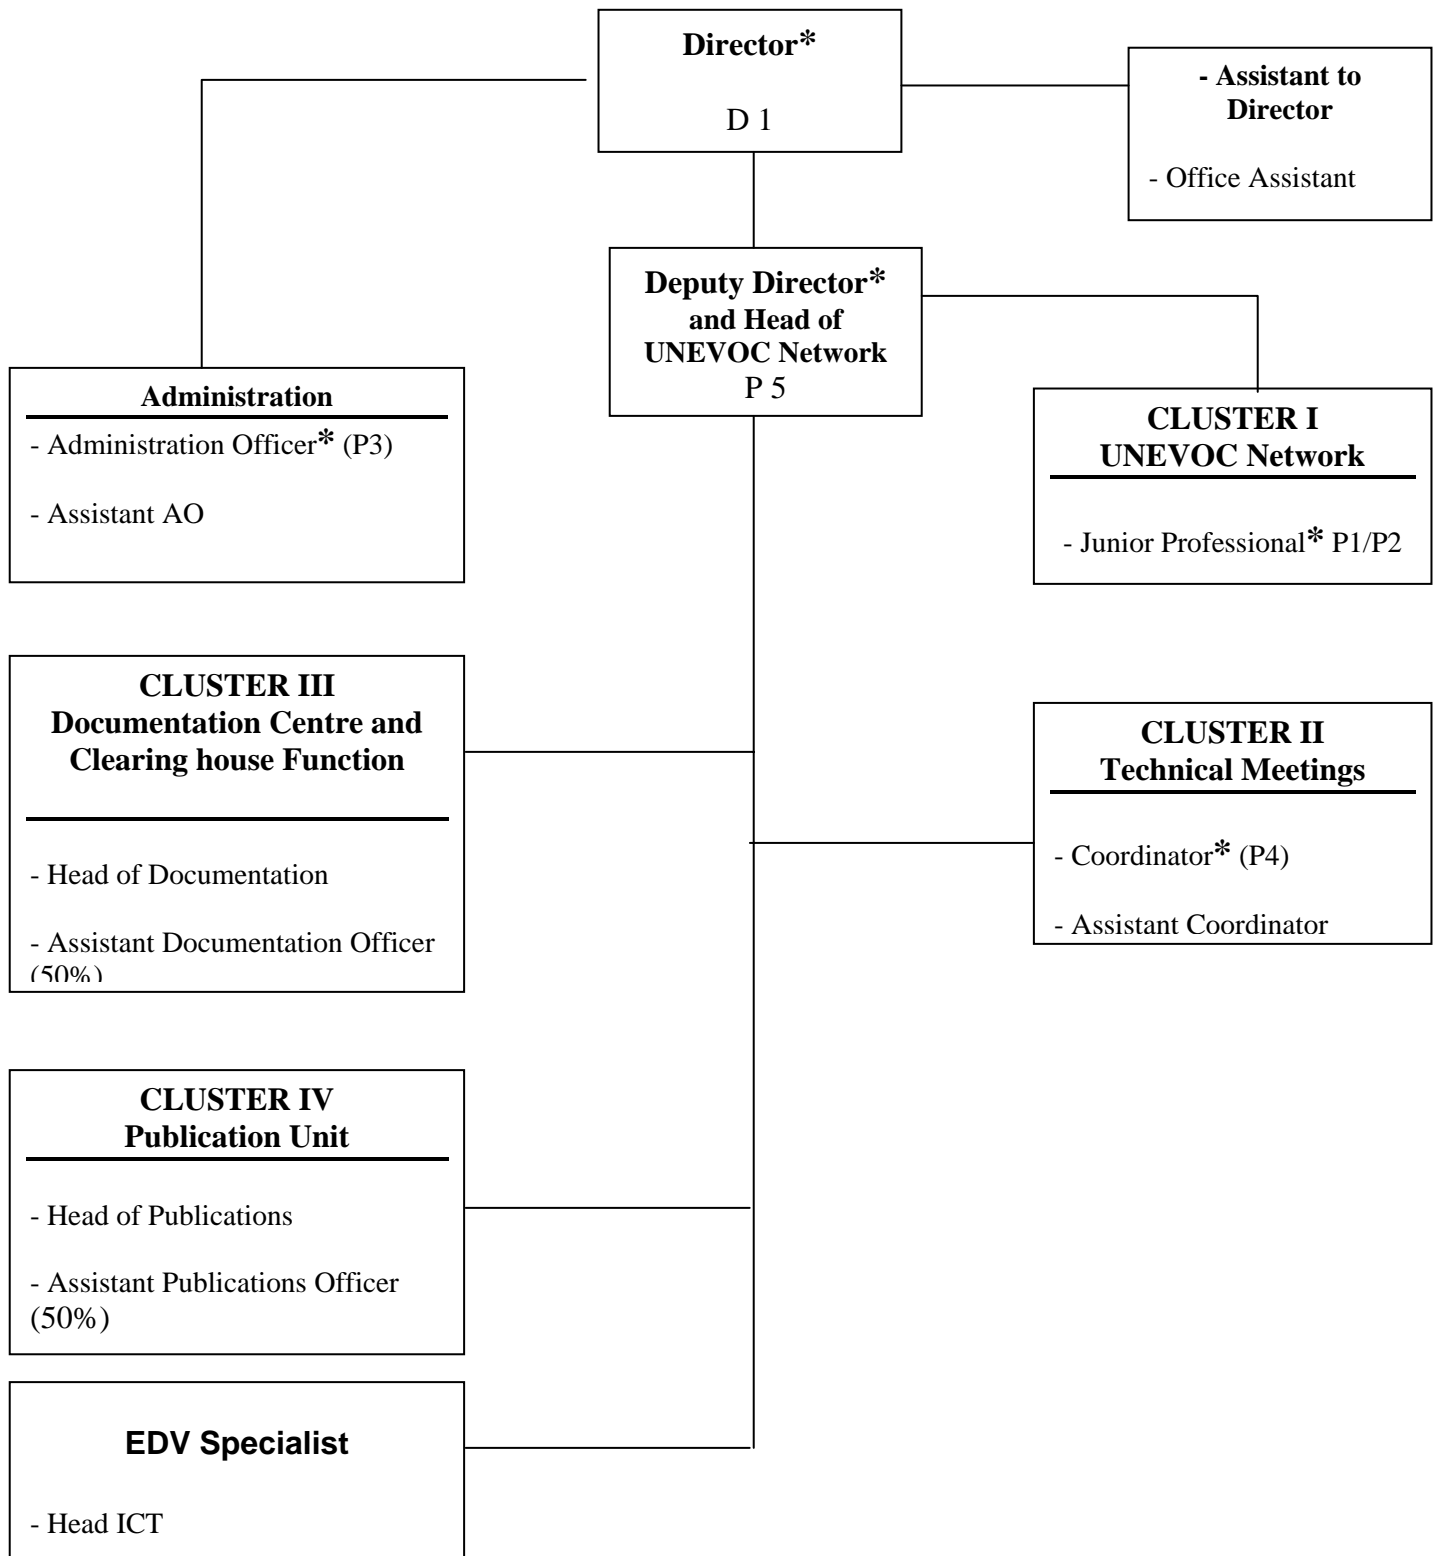 Director*
D 1
- Assistant to
Director
- Office Assistant
Deputy Director*
and Head of
UNEVOC Network
P 5
Administration
- Administration Officer* (P3)
- Assistant AO
CLUSTER I
UNEVOC Network
- Junior Professional* P1/P2
CLUSTER III
Documentation Centre and
Clearing house Function
- Head of Documentation
- Assistant Documentation Officer
(50%)
CLUSTER II
Technical Meetings
- Coordinator* (P4)
- Assistant Coordinator
CLUSTER IV
Publication Unit
- Head of Publications
- Assistant Publications Officer
(50%)
EDV Specialist
- Head ICT